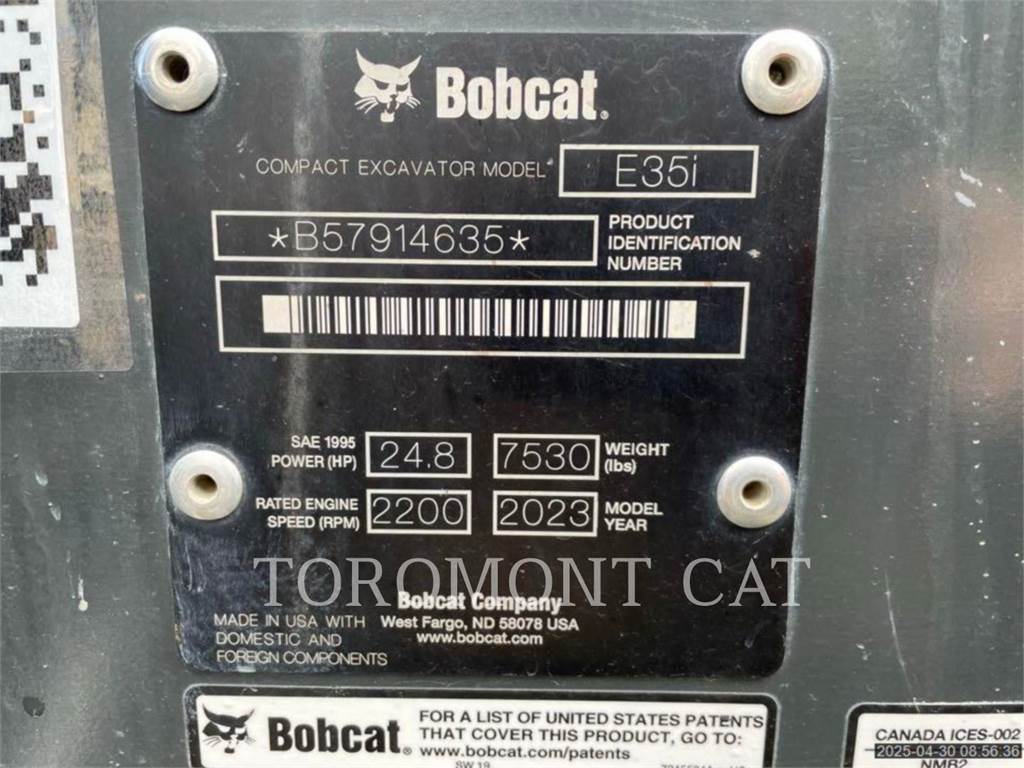 Bobcat.
COMPACT EXCAVATOR MODEL E35i
*B57914635* PRODUCT
IDENTIFICATION
NUMBER
SAE 1995
POWER (HP) 24.8 7530 WEIGHT
(lbs)
RATED ENGINE
SPEED (RPM) 2200 2023 MODEL
YEAR
TOROMONT CAT
Bobcat Company
West Fargo, ND 58078 USA
www.bobcat.com
MADE IN USA WITH
DOMESTIC AND
FOREIGN COMPONENTS
Bobcat.
FOR A LIST OF UNITED STATES PATENTS
THAT COVER THIS PRODUCT, GO TO:
www.bobcat.com/patents
SW 19
CANADA ICES-002
2025-04-30 08:56:36
NMB2